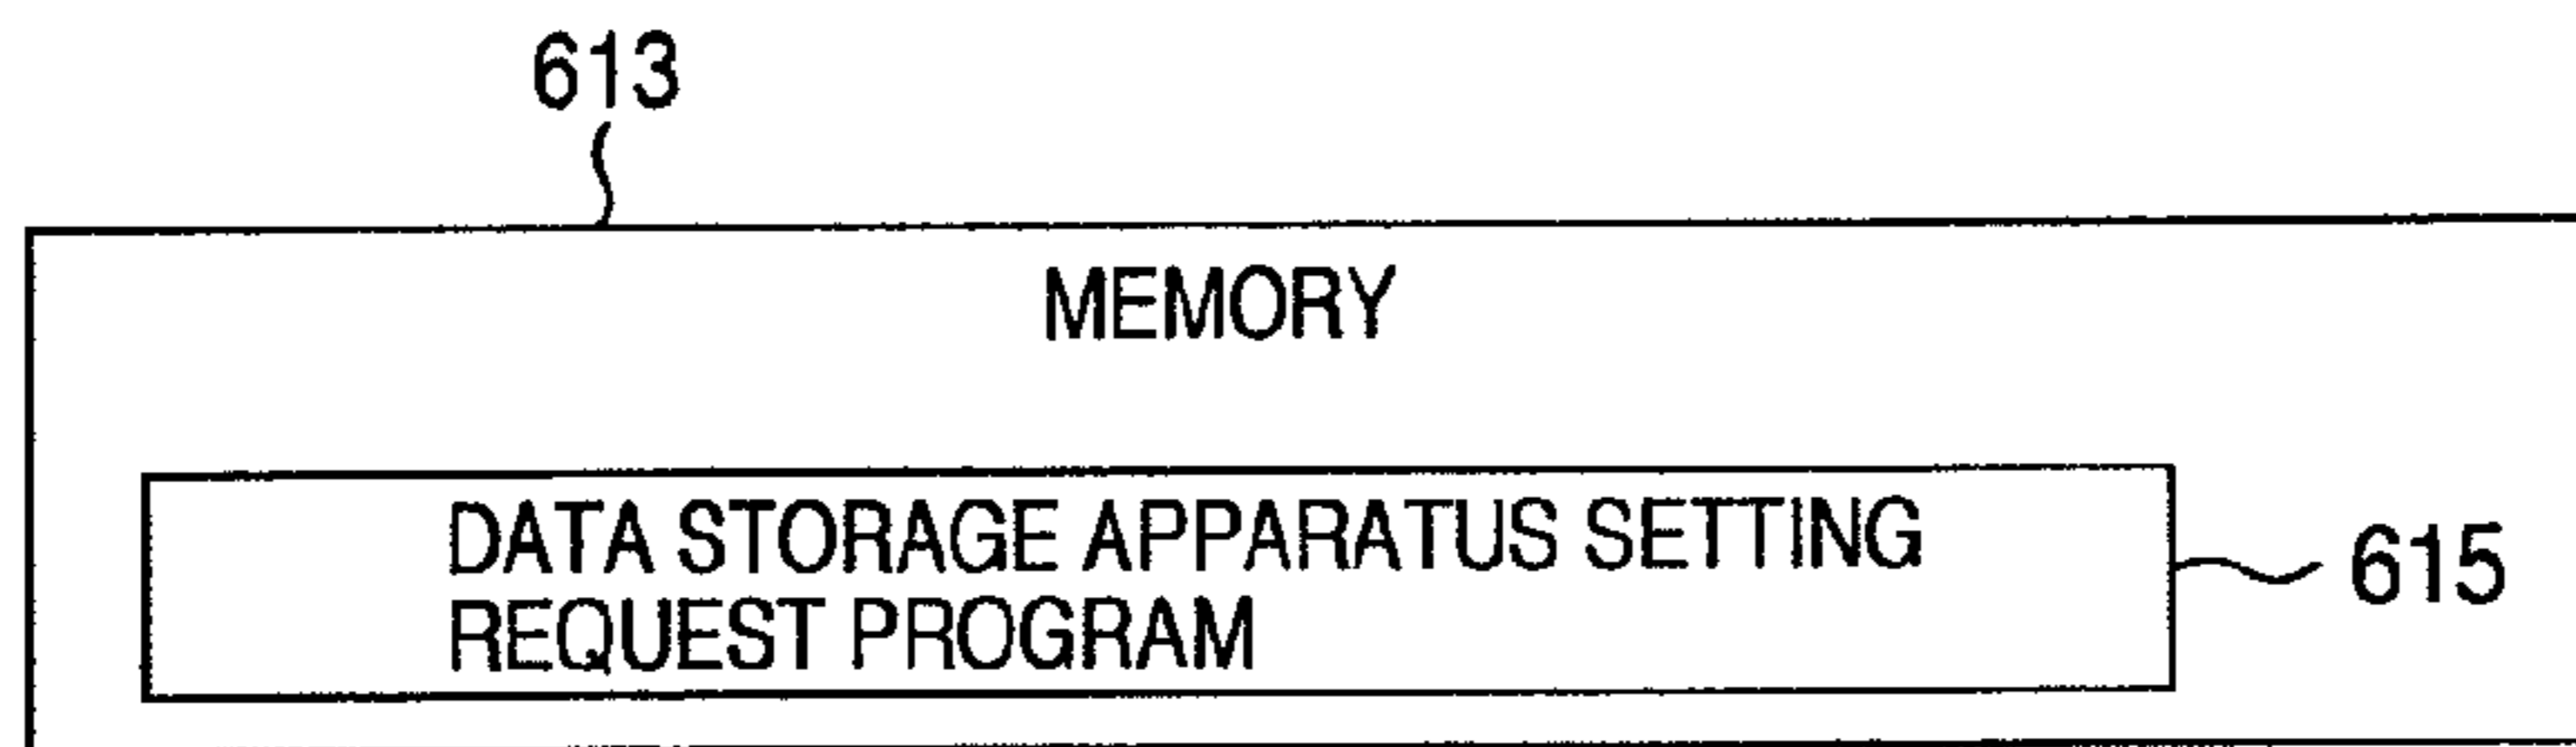 613
MEMORY
DATA STORAGE APPARATUS SETTING
REQUEST PROGRAM
615